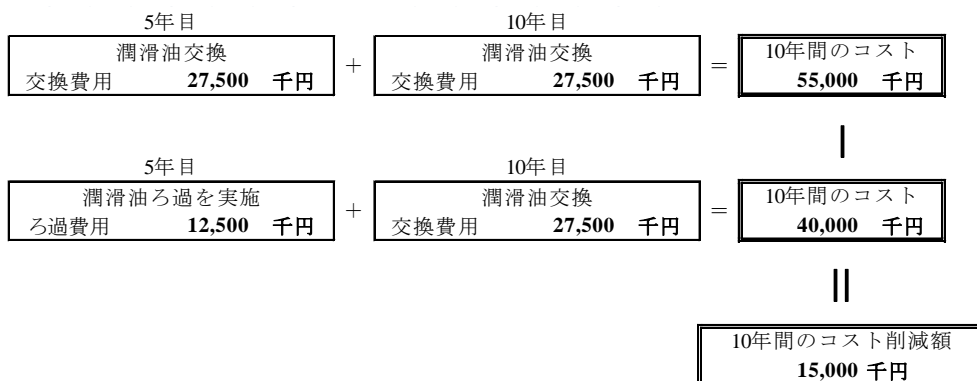 5年目 10年目
潤滑油交換 潤滑油交換 10年間のコスト
交換費用 27,500 千円 + 交換費用 27,500 千円 = 55,000 千円
5年目 10年目
潤滑油ろ過を実施 潤滑油交換 10年間のコスト
ろ過費用 12,500 千円 + 交換費用 27,500 千円 = 40,000 千円
10年間のコスト削減額
15,000 千円